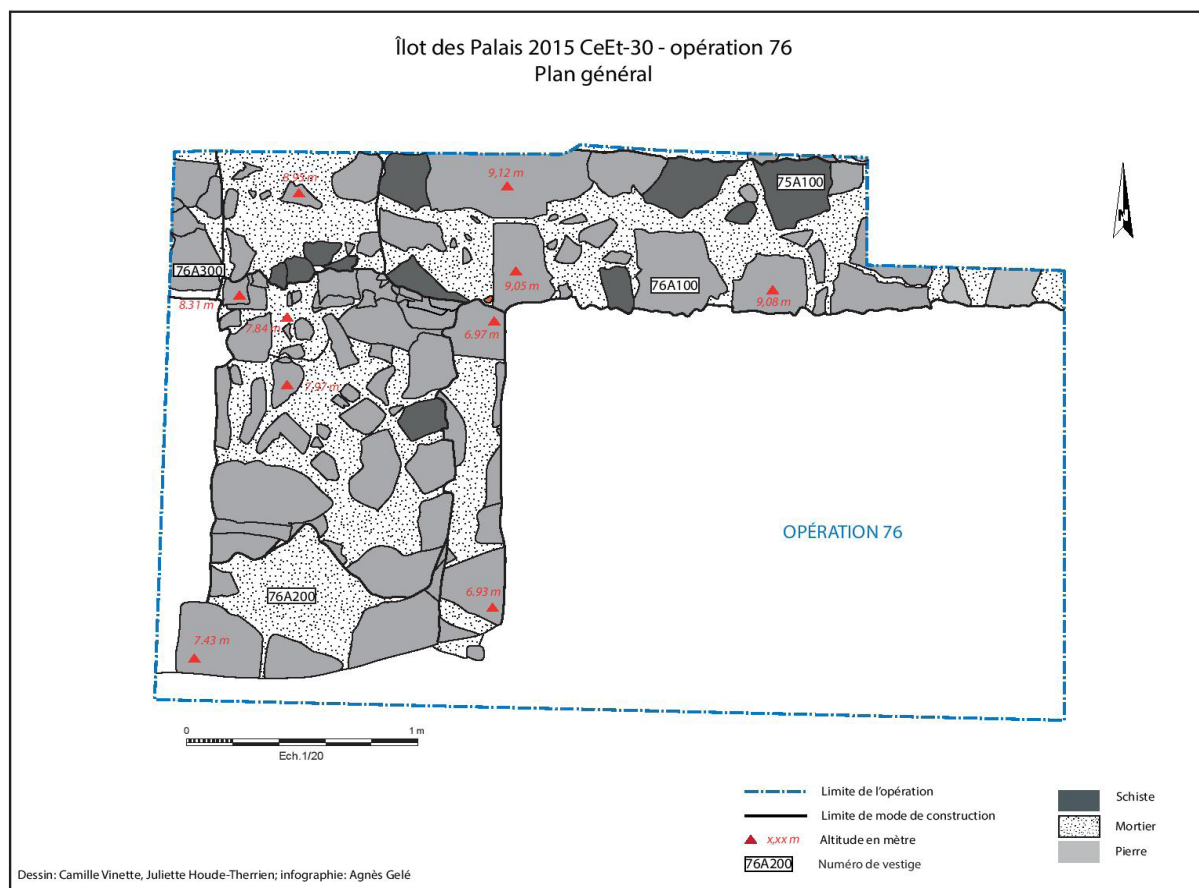 Îlot des Palais 2015 CeEt-30 - opération 76
Plan général
9,12 m
75A100
76A300
9,05 m
76A100
9,08 m
8.31 m
7.84 m
6.97 m
7.97 m
OPÉRATION 76
76A200
6.93 m
7.43 m
0 1 m
Ech.1/20
Limite de l'opération
Limite de mode de construction
x,xx m Altitude en mètre
76A200 Numéro de vestige
Schiste
Mortier
Pierre
Dessin: Camille Vinette, Juliette Houde-Therrien; infographie: Agnès Gelé